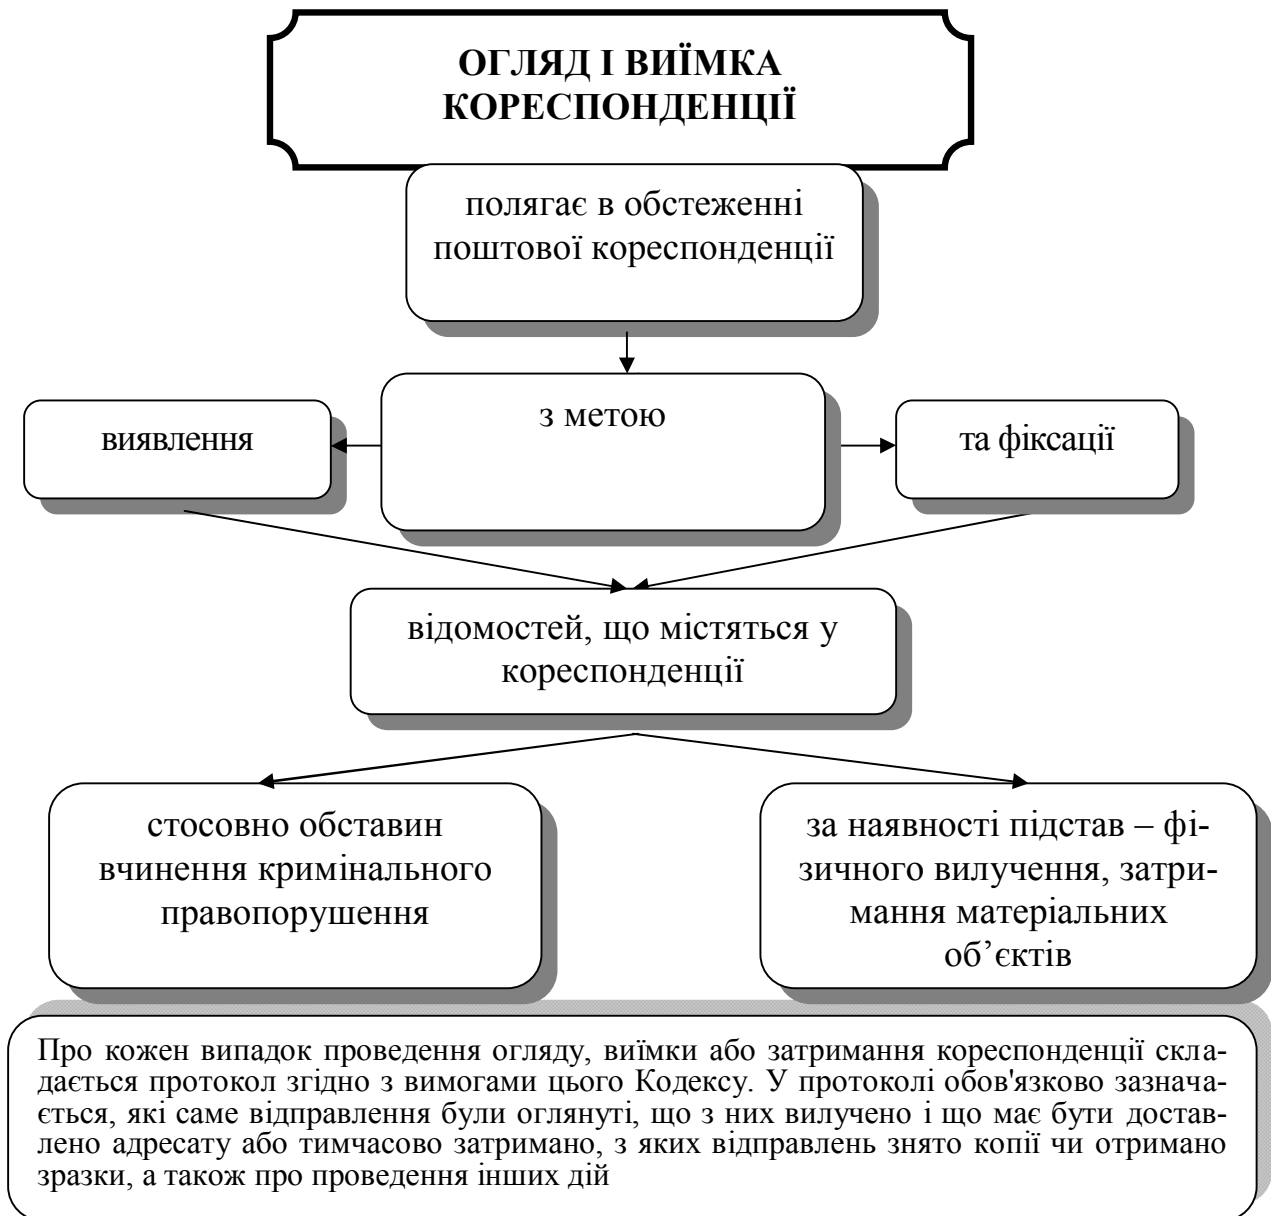 ОГЛЯД І ВИЇМКА
КОРЕСПОНДЕНЦІЇ
полягає в обстеженні
поштової кореспонденції
з метою
виявлення
та фіксації
відомостей, що містяться у
кореспонденції
стосовно обставин
вчинення кримінального
правопорушення
за наявності підстав – фі-
зичного вилучення, затри-
мання матеріальних
об’єктів
Про кожен випадок проведення огляду, виїмки або затримання кореспонденції скла-
дається протокол згідно з вимогами цього Кодексу. У протоколі обов'язково зазнача-
ється, які саме відправлення були оглянуті, що з них вилучено і що має бути достав-
лено адресату або тимчасово затримано, з яких відправлень знято копії чи отримано
зразки, а також про проведення інших дій